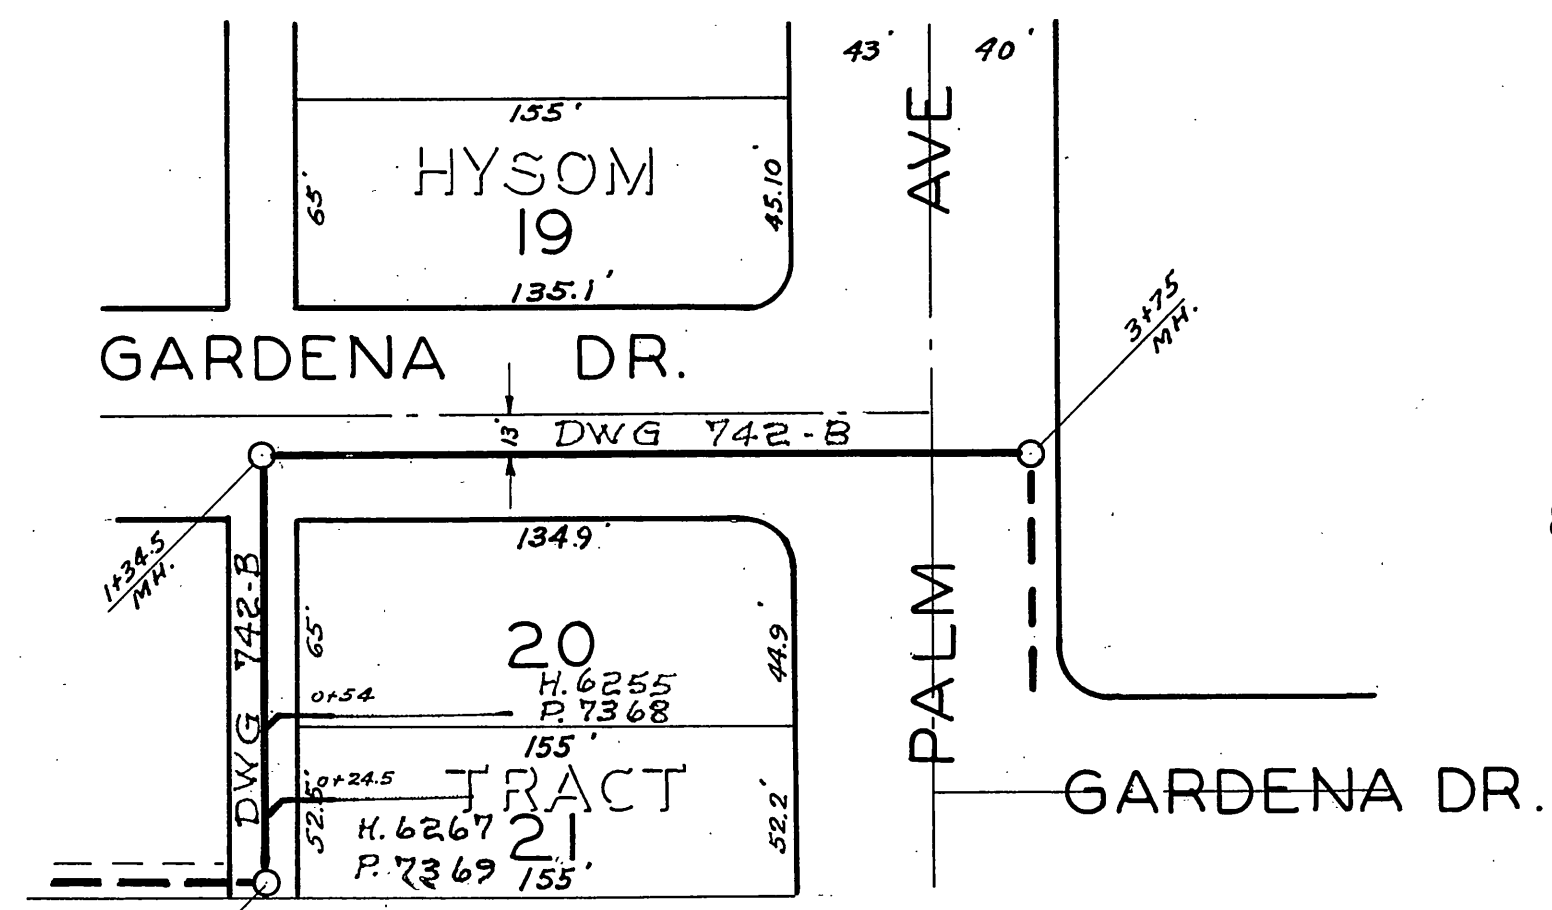 43'
40'
155'
HYSOM
19
65'
45.10'
135.1'
PALM AVE
GARDENA DR.
3+75
MH.
13'
DWG 742-B
1+34.5
MH.
134.9'
DWG DWG 742-B
65'
20
44.9'
H. 6255
P. 7368
0+54
155'
TRACT
0+24.5
52.5'
H. 6267
21
P. 7369
155'
52.2'
GARDENA DR.